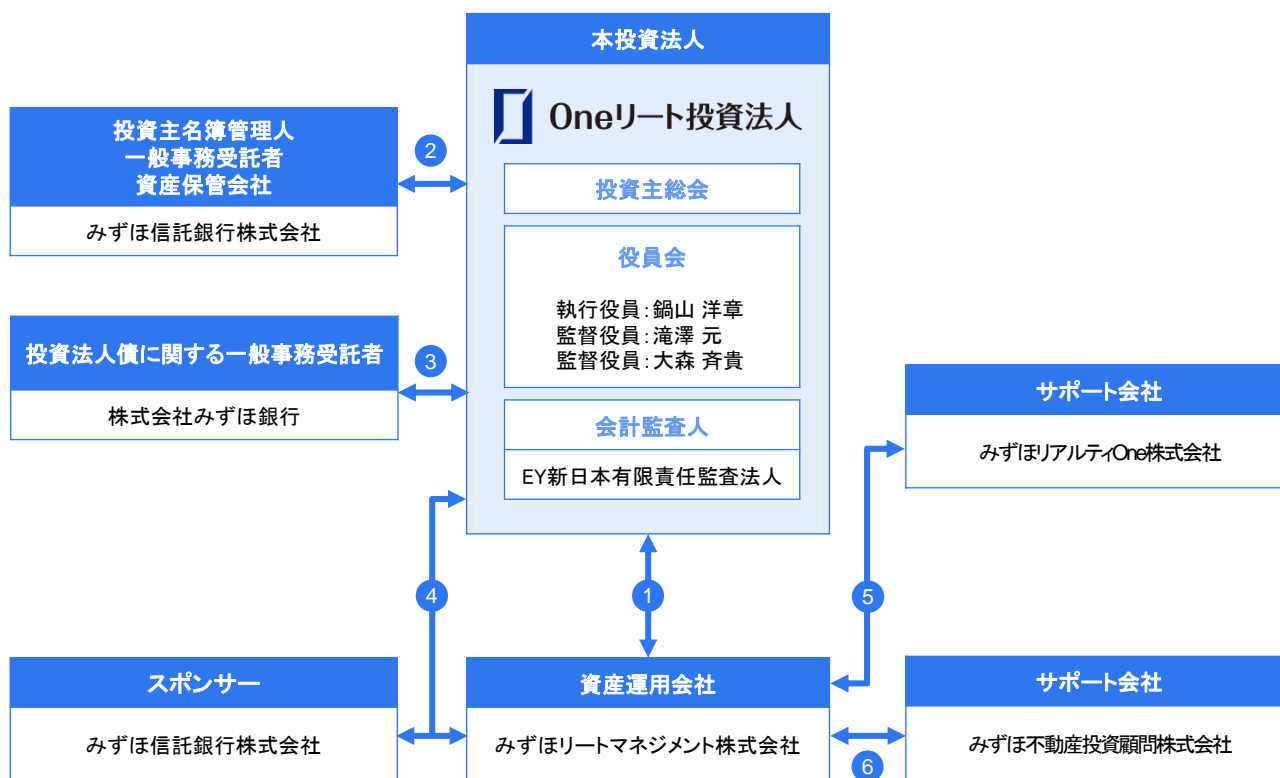 本投資法人
Oneリート投資法人
投資主総会
役員会
執行役員：鍋山 洋章
監督役員：滝澤 元
監督役員：大森 斉貴
会計監査人
EY新日本有限責任監査法人
投資主名簿管理人
一般事務受託者
資産保管会社
みずほ信託銀行株式会社
2
投資法人債に関する一般事務受託者
株式会社みずほ銀行
3
サポート会社
みずほリアルティOne株式会社
4
1
5
スポンサー
みずほ信託銀行株式会社
資産運用会社
みずほリートマネジメント株式会社
サポート会社
みずほ不動産投資顧問株式会社
6